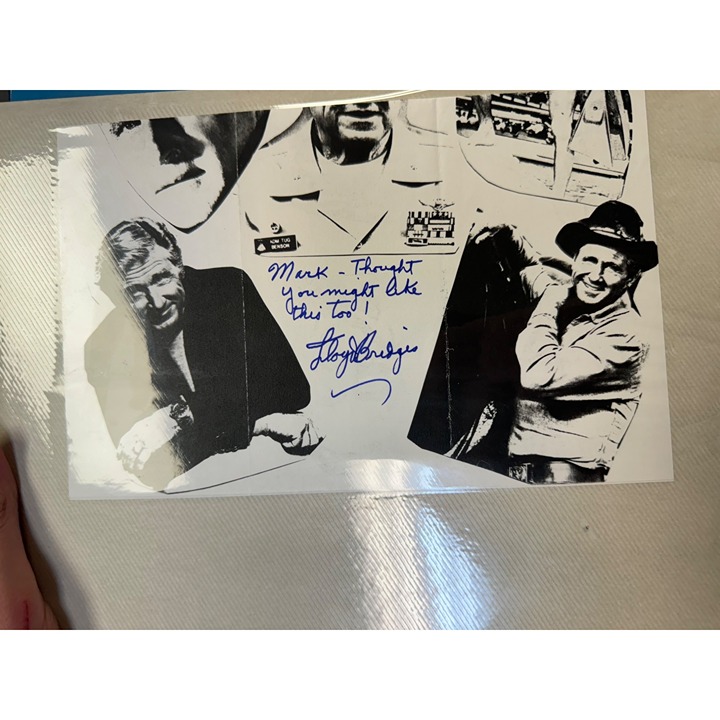 ADM TUG
BENSON
Mark - Thought
you might like
this too!
Lloyd Bridges